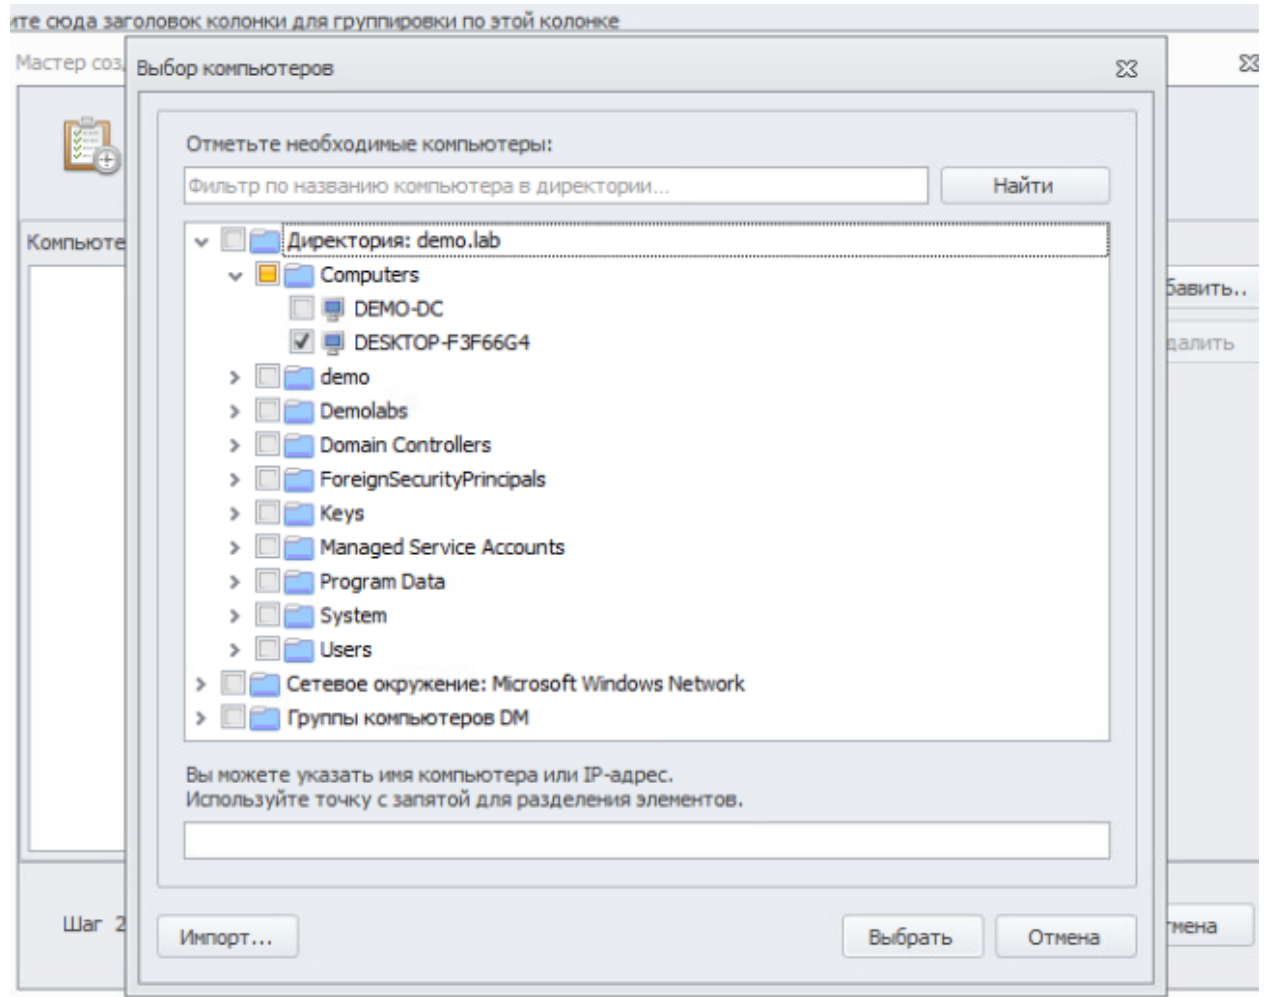 ите сюда заголовок колонки для группировки по этой колонке
Мастер соз
Выбор компьютеров
Отметьте необходимые компьютеры:
Фильтр по названию компьютера в директории...
Найти
Компьюте
Директория: demo.lab
Computers
бавить..
DEMO-DC
DESKTOP-F3F66G4
далить
demo
Demolabs
Domain Controllers
ForeignSecurityPrincipals
Keys
Managed Service Accounts
Program Data
System
Users
Сетевое окружение: Microsoft Windows Network
Группы компьютеров DM
Вы можете указать имя компьютера или IP-адрес.
Используйте точку с запятой для разделения элементов.
Шаг 2
Импорт...
Выбрать
Отмена
тмена